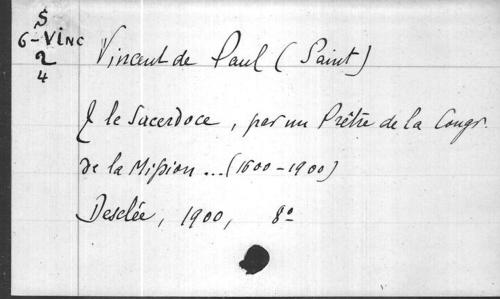 S
6-VINC
2
4
Vincent de Paul (Saint)
& le Sacerdoce, par un Prêtre de la Congr.
de la Mission ... (1600-1900)
Desclée, 1900, 8º